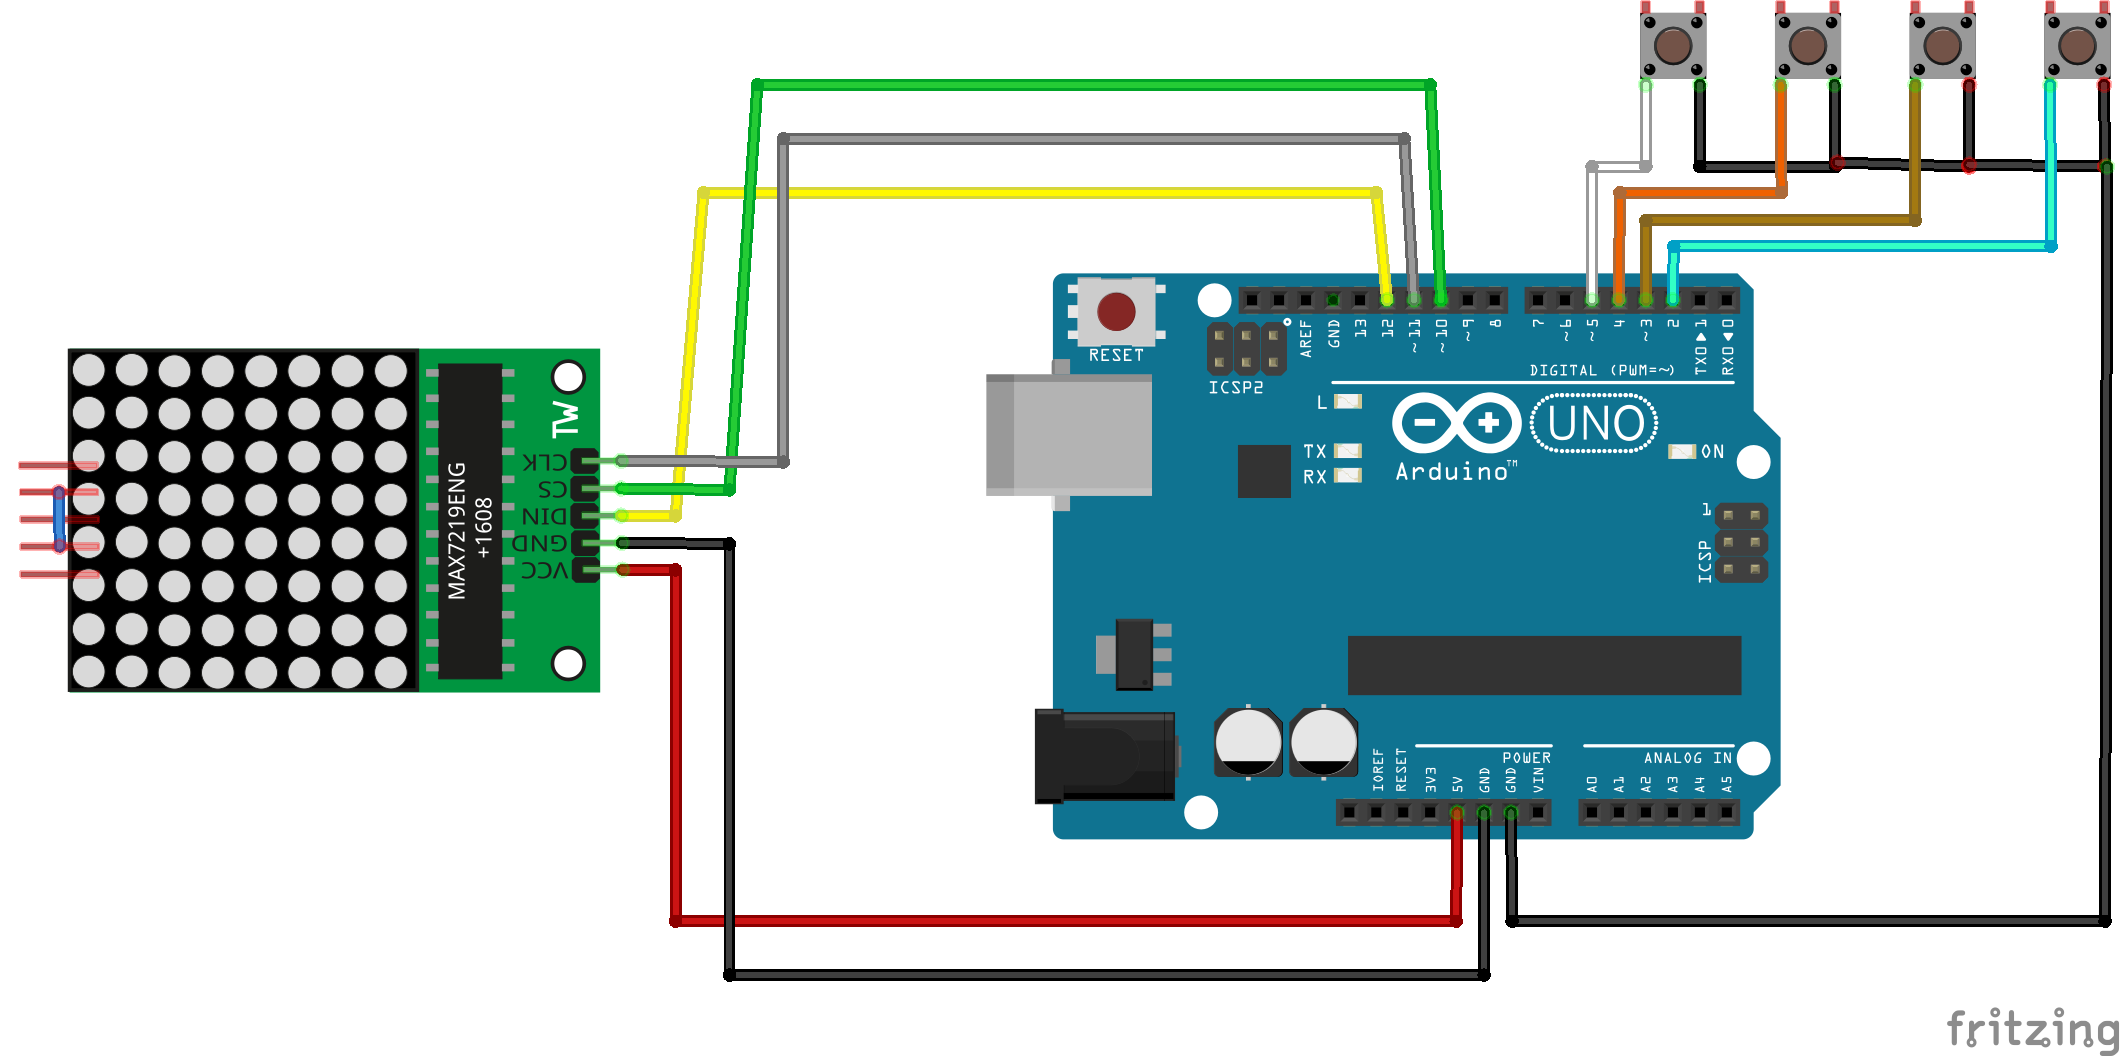 TW
CLK
CS
DIN
GND
VCC
MAX7219ENG
+1608
RESET
ICSP2
AREF
GND
13
12
~11
~10
~9
8
7
~6
~5
4
~3
2
TX0▶1
RX0◀0
DIGITAL (PWM=~)
L
TX
RX
UNO
Arduino™
ON
1
ICSP
IOREF
RESET
3V3
5V
GND
GND
VIN
POWER
ANALOG IN
A0
A1
A2
A3
A4
A5
fritzing